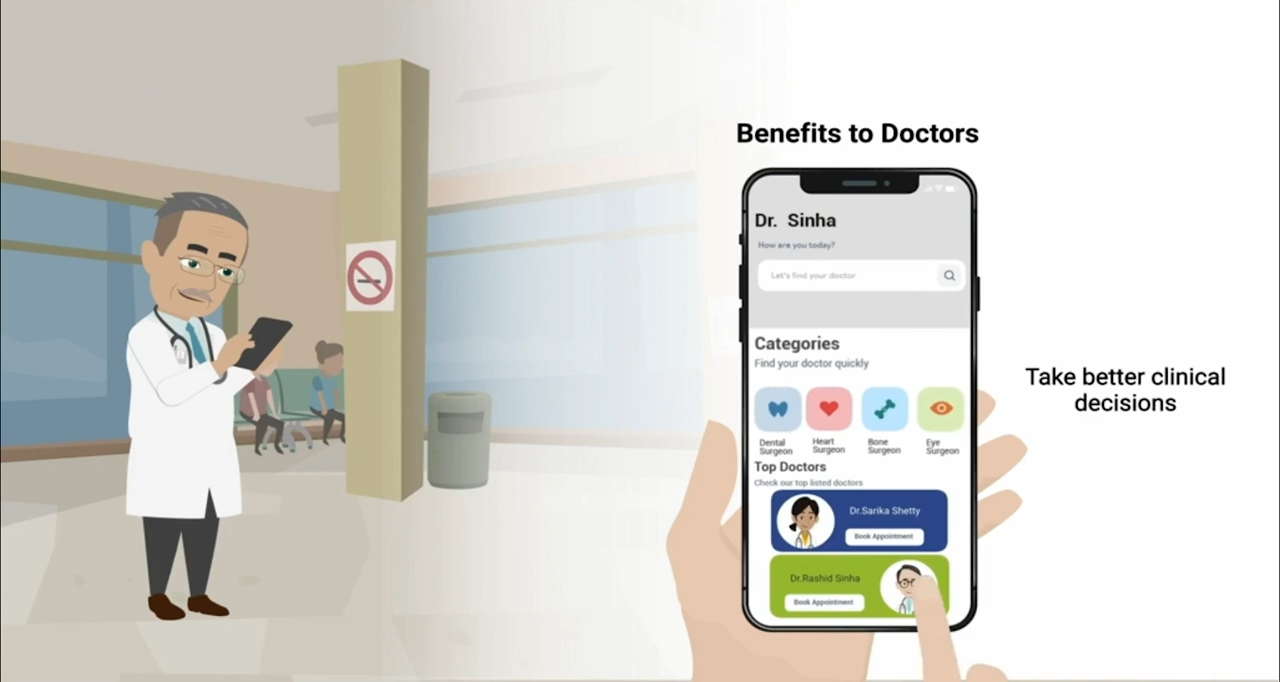 Benefits to Doctors
Dr. Sinha
How are you today?
Let's find your doctor
Categories
Find your doctor quickly
Dental
Surgeon
Heart
Surgeon
Bone
Surgeon
Eye
Surgeon
Top Doctors
Check our top listed doctors
Dr.Sarika Shetty
Book Appointment
Dr.Rashid Sinha
Book Appointment
Take better clinical
decisions